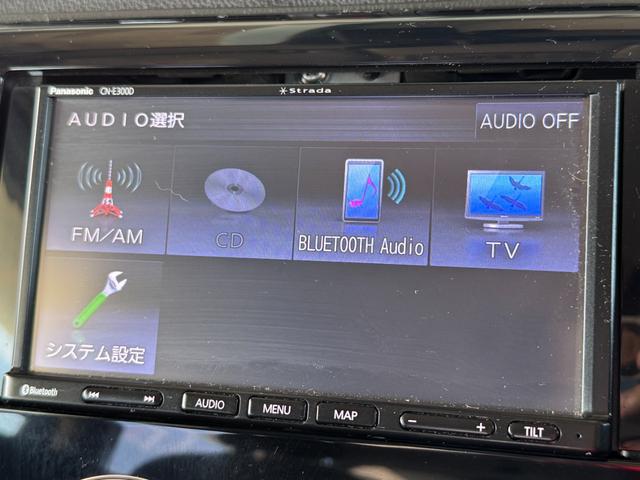 Panasonic CN-E300D Strada
AUDIO選択 AUDIO OFF
FM/AM CD BLUETOOTH Audio TV
システム設定
Bluetooth AUDIO MENU MAP − + TILT